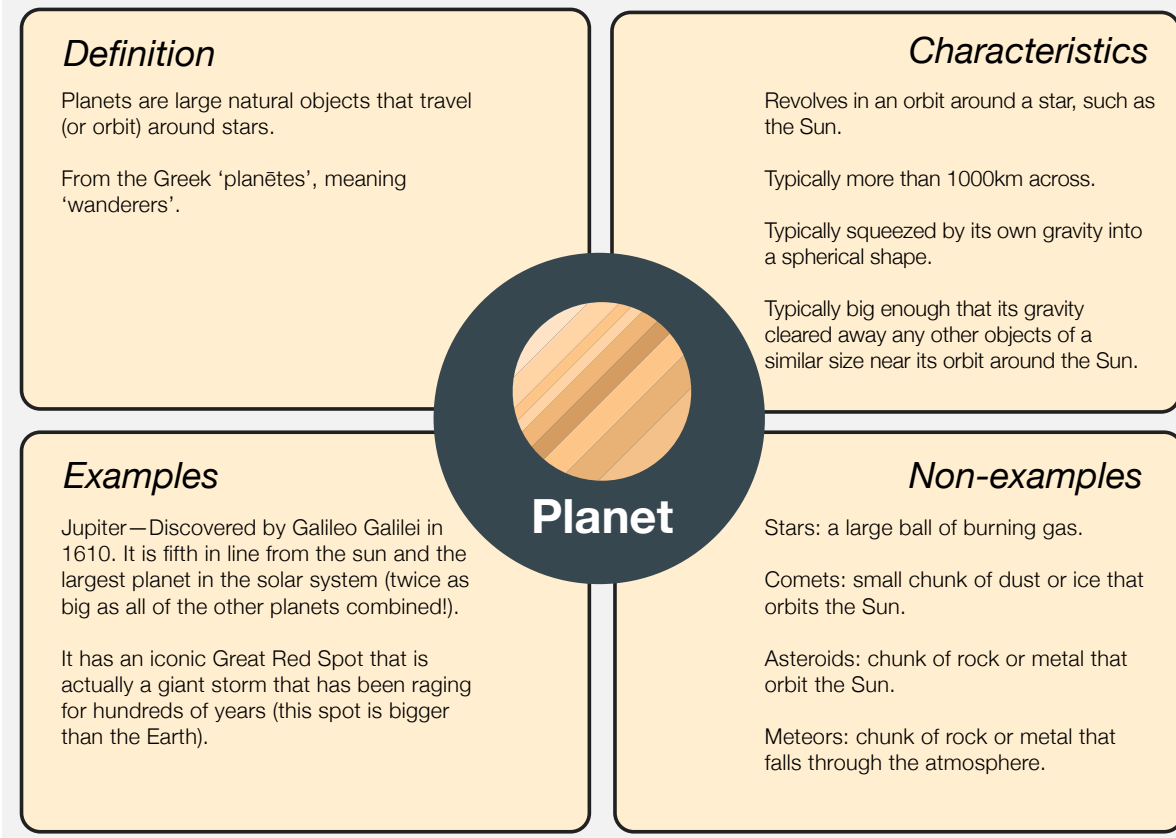 Definition
Planets are large natural objects that travel
(or orbit) around stars.
From the Greek ‘planētes’, meaning
‘wanderers’.
Characteristics
Revolves in an orbit around a star, such as
the Sun.
Typically more than 1000km across.
Typically squeezed by its own gravity into
a spherical shape.
Typically big enough that its gravity
cleared away any other objects of a
similar size near its orbit around the Sun.
Planet
Examples
Jupiter—Discovered by Galileo Galilei in
1610. It is fifth in line from the sun and the
largest planet in the solar system (twice as
big as all of the other planets combined!).
It has an iconic Great Red Spot that is
actually a giant storm that has been raging
for hundreds of years (this spot is bigger
than the Earth).
Non-examples
Stars: a large ball of burning gas.
Comets: small chunk of dust or ice that
orbits the Sun.
Asteroids: chunk of rock or metal that
orbit the Sun.
Meteors: chunk of rock or metal that
falls through the atmosphere.